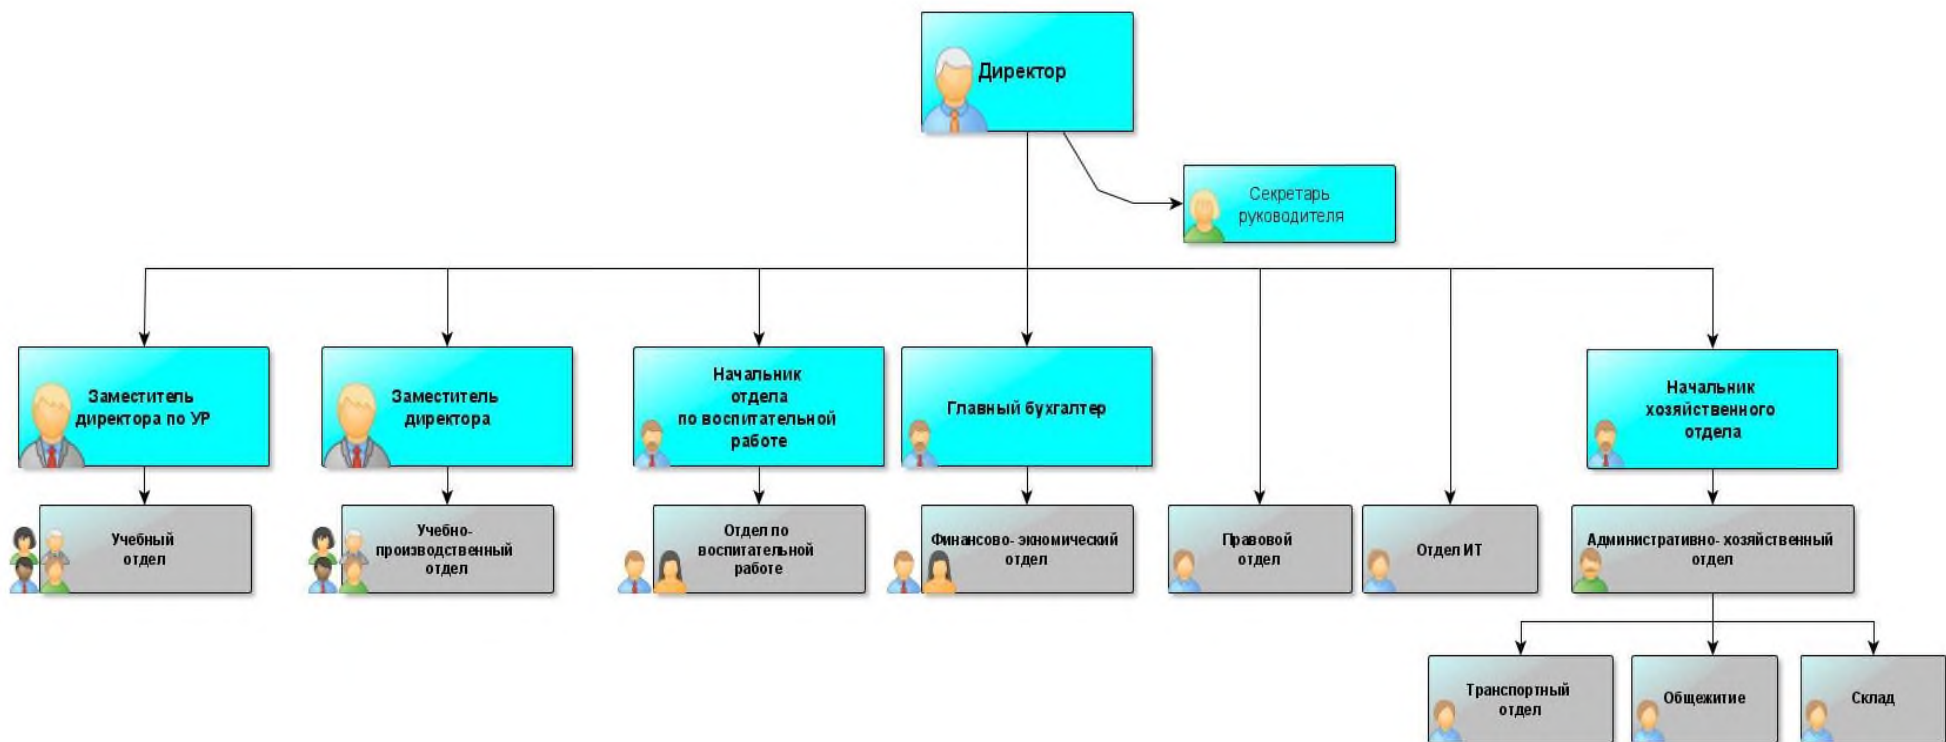 Директор
Секретарь
руководителя
Заместитель
директора по УР
Заместитель
директора
Начальник
отдела
по воспитательной
работе
Главный бухгалтер
Начальник
хозяйственного
отдела
Учебный
отдел
Учебно-
производственный
отдел
Отдел по
воспитательной
работе
Финансово- экномический
отдел
Правовой
отдел
Отдел ИТ
Административно- хозяйственный
отдел
Транспортный
отдел
Общежитие
Склад